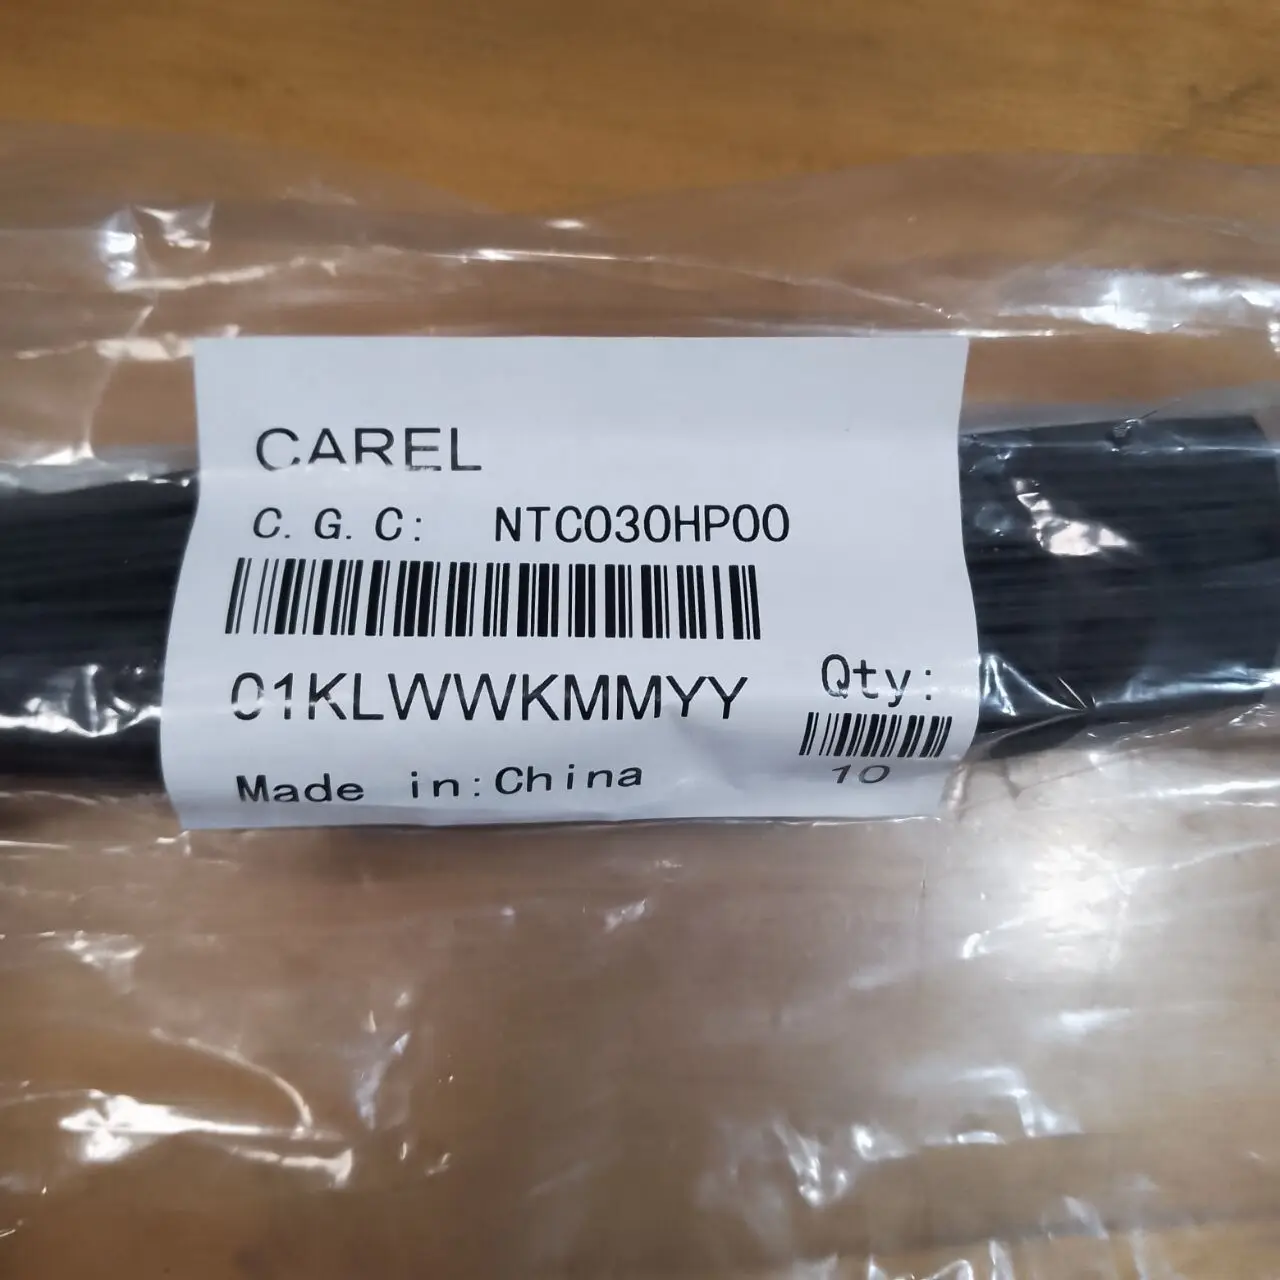 CAREL
C. G. C: NTC030HP00
01KLWWKMMYY
Qty:
10
Made in:China